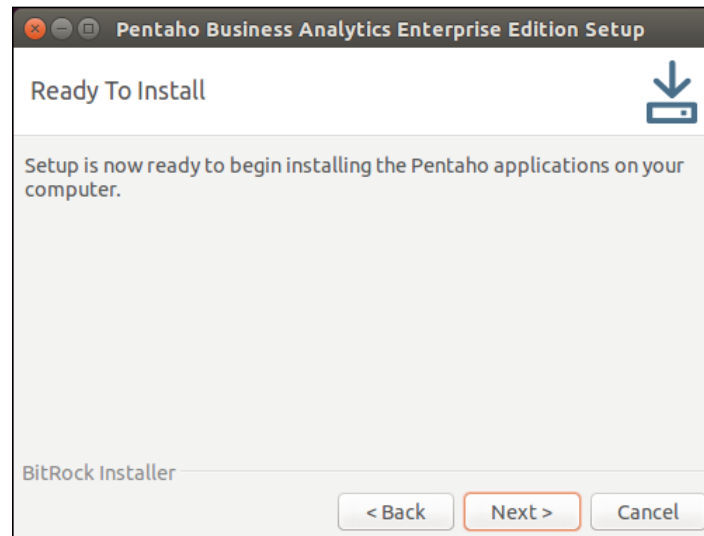 Pentaho Business Analytics Enterprise Edition Setup
Ready To Install
Setup is now ready to begin installing the Pentaho applications on your
computer.
BitRock Installer
< Back
Next >
Cancel